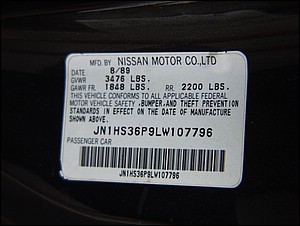 MFD. BY NISSAN MOTOR CO.,LTD
DATE 8/89
GVWR 3476 LBS.
GAWR FR. 1848 LBS. RR 2200 LBS.
THIS VEHICLE CONFORMS TO ALL APPLICABLE FEDERAL
MOTOR VEHICLE SAFETY, BUMPER, AND THEFT PREVENTION
STANDARDS IN EFFECT ON THE DATE OF MANUFACTURE
SHOWN ABOVE.
JN1HS36P9LW107796
PASSENGER CAR
JN1HS36P9LW107796